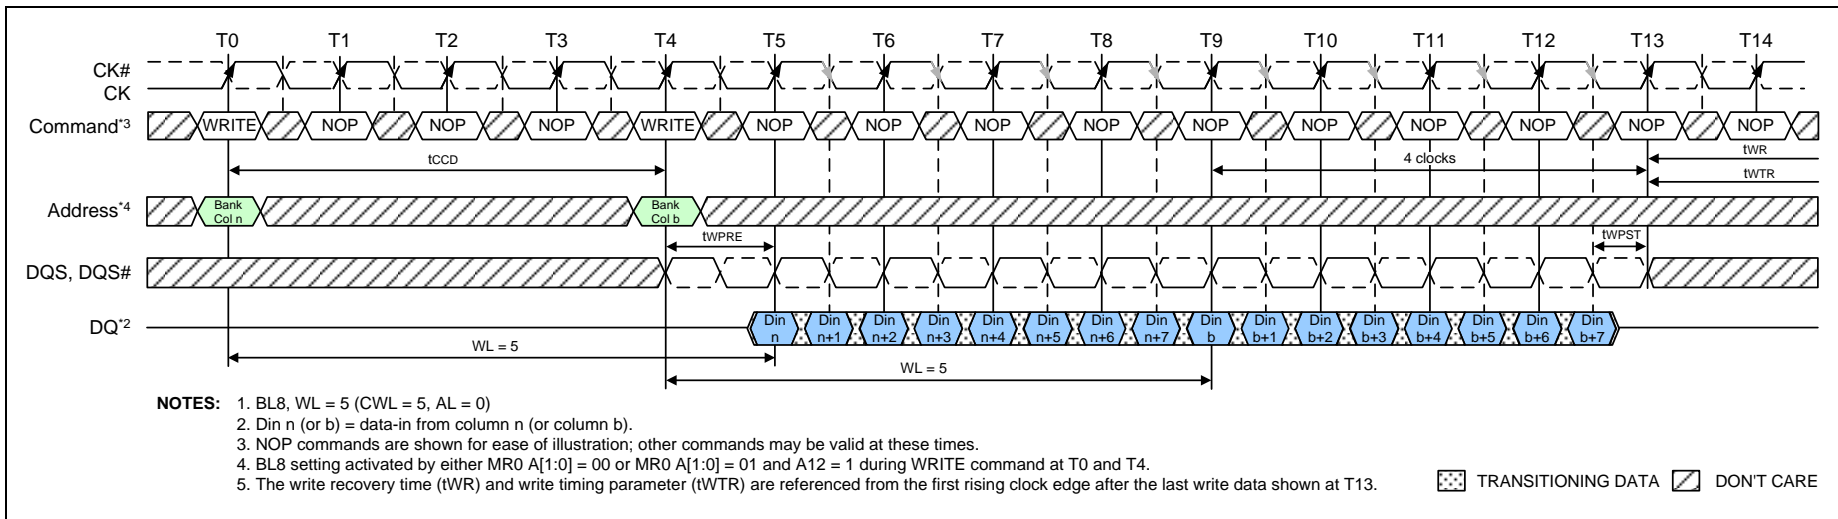 T0 T1 T2 T3 T4 T5 T6 T7 T8 T9 T10 T11 T12 T13 T14
CK#
CK
Command*3 WRITE NOP NOP NOP WRITE NOP NOP NOP NOP NOP NOP NOP NOP NOP NOP
tCCD 4 clocks tWR
tWTR
Address*4 Bank Col n Bank Col b
tWPRE tWPST
DQS, DQS#
DQ*2 Din n Din n+1 Din n+2 Din n+3 Din n+4 Din n+5 Din n+6 Din n+7 Din b Din b+1 Din b+2 Din b+3 Din b+4 Din b+5 Din b+6 Din b+7
WL = 5
WL = 5
NOTES: 1. BL8, WL = 5 (CWL = 5, AL = 0)
2. Din n (or b) = data-in from column n (or column b).
3. NOP commands are shown for ease of illustration; other commands may be valid at these times.
4. BL8 setting activated by either MR0 A[1:0] = 00 or MR0 A[1:0] = 01 and A12 = 1 during WRITE command at T0 and T4.
5. The write recovery time (tWR) and write timing parameter (tWTR) are referenced from the first rising clock edge after the last write data shown at T13.
TRANSITIONING DATA DON'T CARE